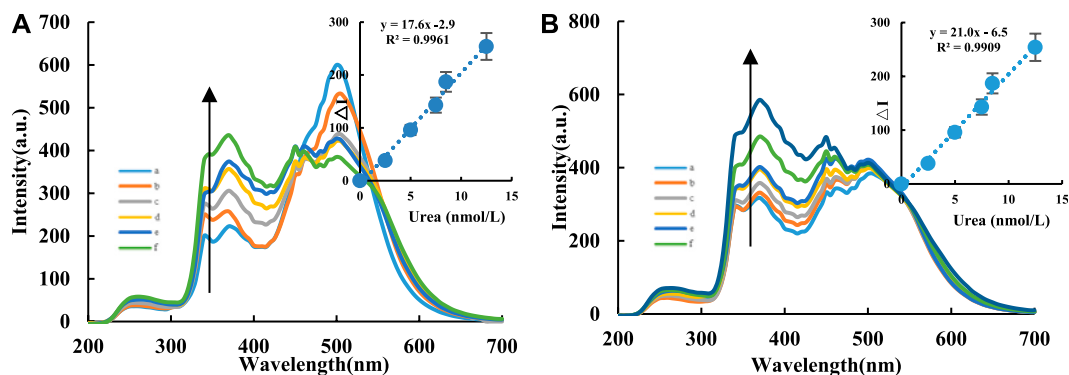 A
700
600
500
400
300
200
100
0
Intensity(a.u.)
200
300
400
500
600
700
Wavelength(nm)
a
b
c
d
e
f
y = 17.6x -2.9
R² = 0.9961
300
200
100
0
△I
0
5
10
15
Urea (nmol/L)
B
800
600
400
200
0
Intensity(a.u.)
200
300
400
500
600
700
Wavelength(nm)
a
b
c
d
e
f
y = 21.0x - 6.5
R² = 0.9909
300
200
100
0
△I
0
5
10
15
Urea (nmol/L)